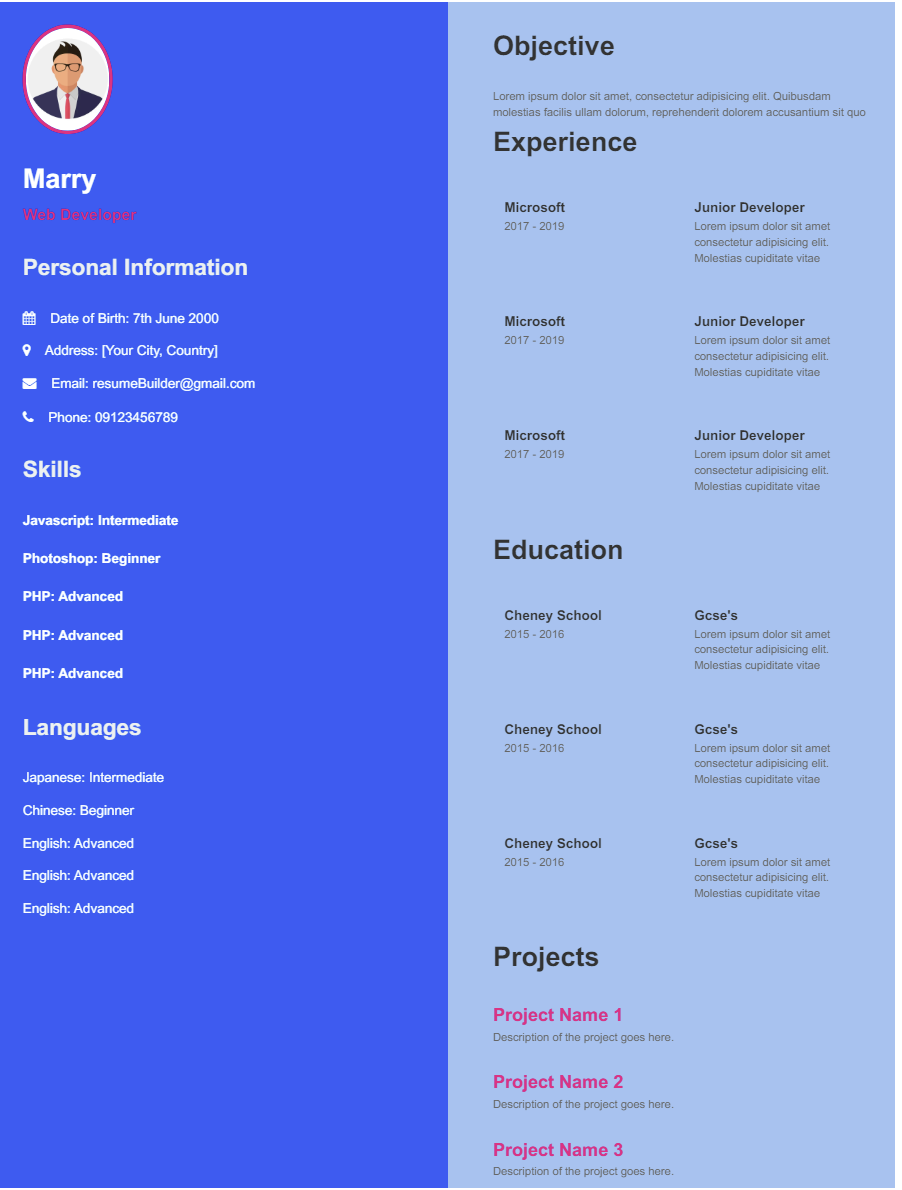 Marry
Web Developer
Personal Information
Date of Birth: 7th June 2000
Address: [Your City, Country]
Email: resumeBuilder@gmail.com
Phone: 09123456789
Skills
Javascript: Intermediate
Photoshop: Beginner
PHP: Advanced
PHP: Advanced
PHP: Advanced
Languages
Japanese: Intermediate
Chinese: Beginner
English: Advanced
English: Advanced
English: Advanced
Objective
Lorem ipsum dolor sit amet, consectetur adipisicing elit. Quibusdam
molestias facilis ullam dolorum, reprehenderit dolorem accusantium sit quo
Experience
Microsoft
2017 - 2019
Junior Developer
Lorem ipsum dolor sit amet
consectetur adipisicing elit.
Molestias cupiditate vitae
Microsoft
2017 - 2019
Junior Developer
Lorem ipsum dolor sit amet
consectetur adipisicing elit.
Molestias cupiditate vitae
Microsoft
2017 - 2019
Junior Developer
Lorem ipsum dolor sit amet
consectetur adipisicing elit.
Molestias cupiditate vitae
Education
Cheney School
2015 - 2016
Gcse's
Lorem ipsum dolor sit amet
consectetur adipisicing elit.
Molestias cupiditate vitae
Cheney School
2015 - 2016
Gcse's
Lorem ipsum dolor sit amet
consectetur adipisicing elit.
Molestias cupiditate vitae
Cheney School
2015 - 2016
Gcse's
Lorem ipsum dolor sit amet
consectetur adipisicing elit.
Molestias cupiditate vitae
Projects
Project Name 1
Description of the project goes here.
Project Name 2
Description of the project goes here.
Project Name 3
Description of the project goes here.